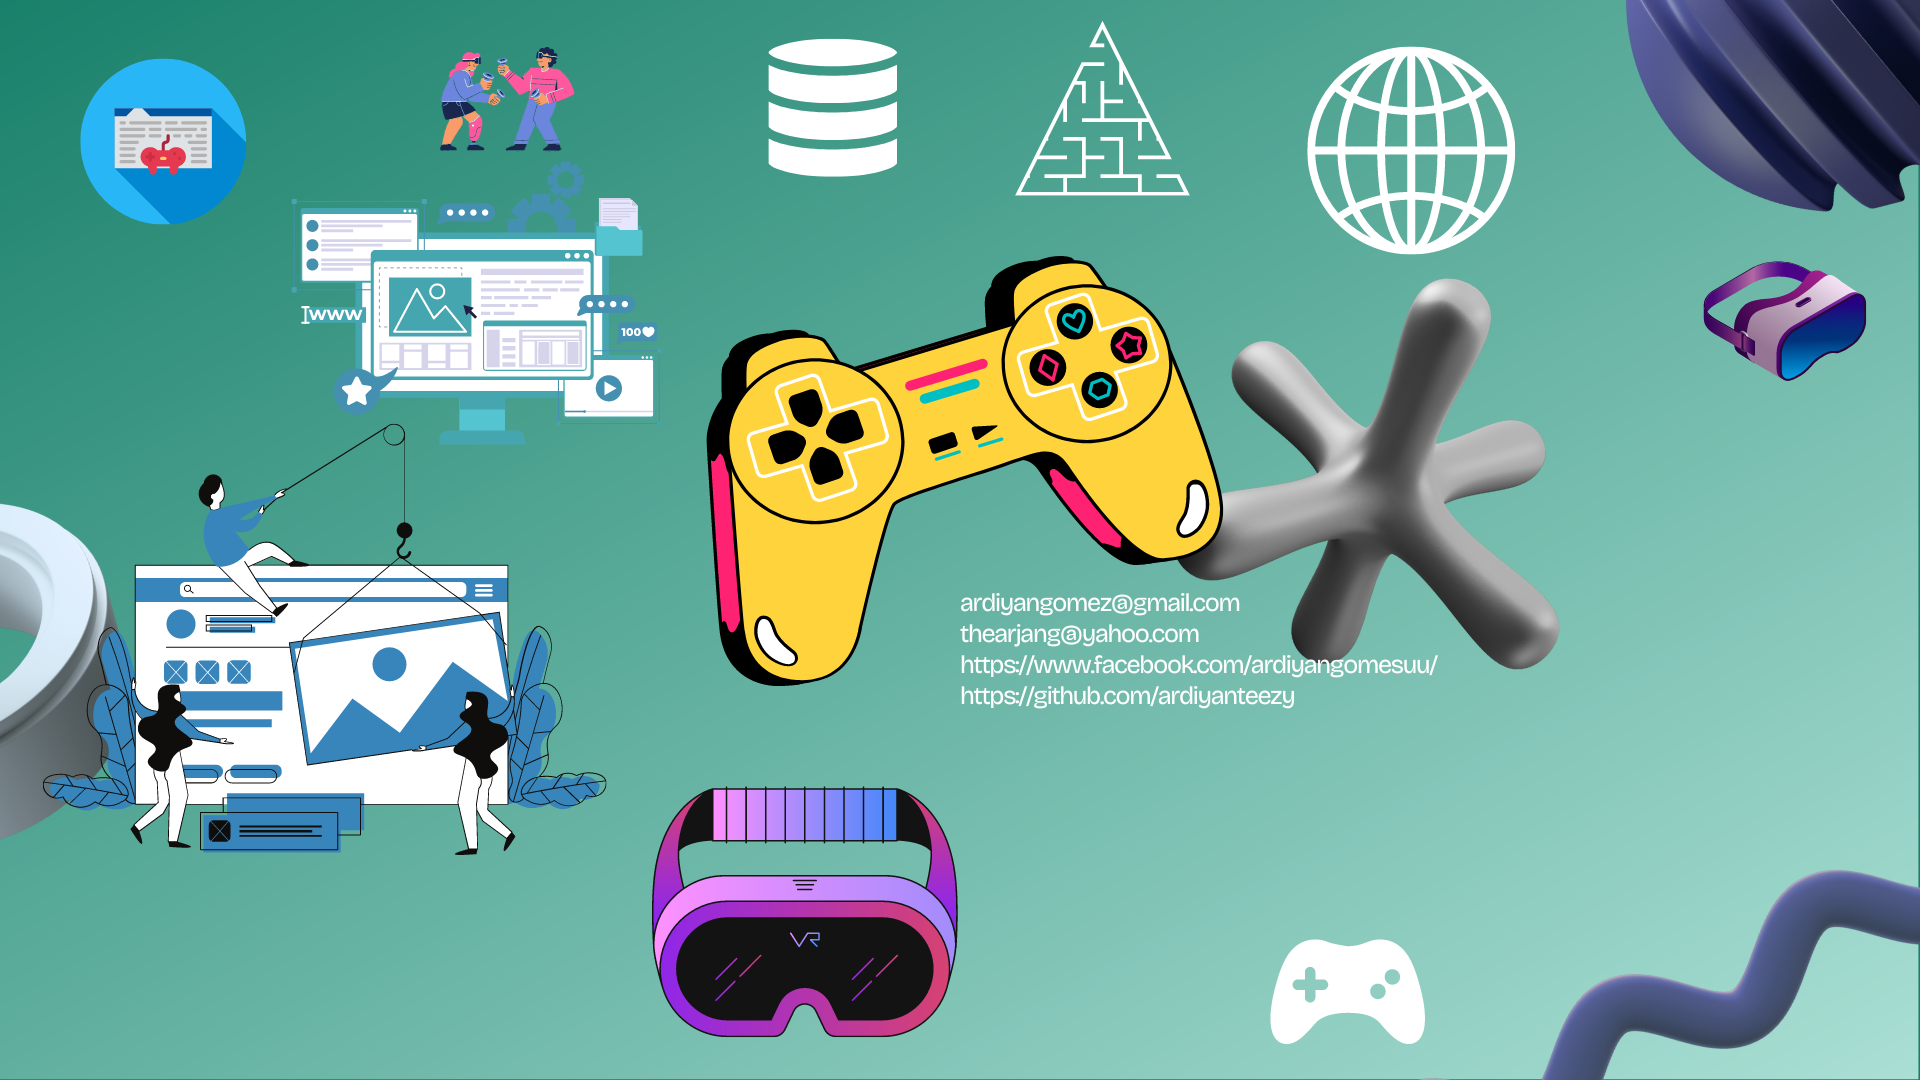 WWW
100
ardiyangomez@gmail.com
thearjang@yahoo.com
https://www.facebook.com/ardiyangomesuu/
https://github.com/ardiyanteezy
VR